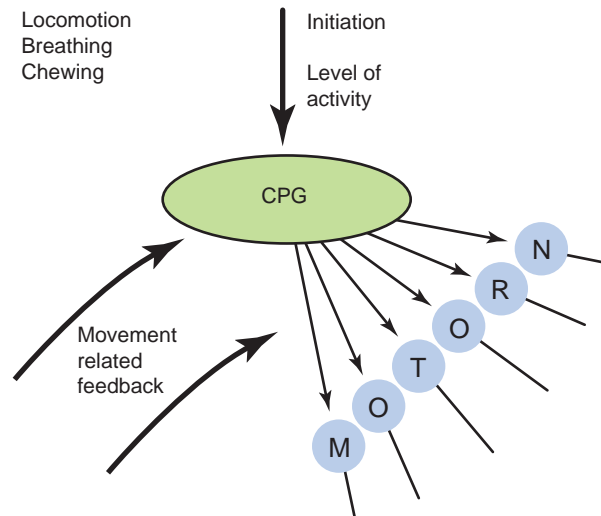 Locomotion
Breathing
Chewing
Initiation
Level of
activity
CPG
Movement
related
feedback
M O T O R N